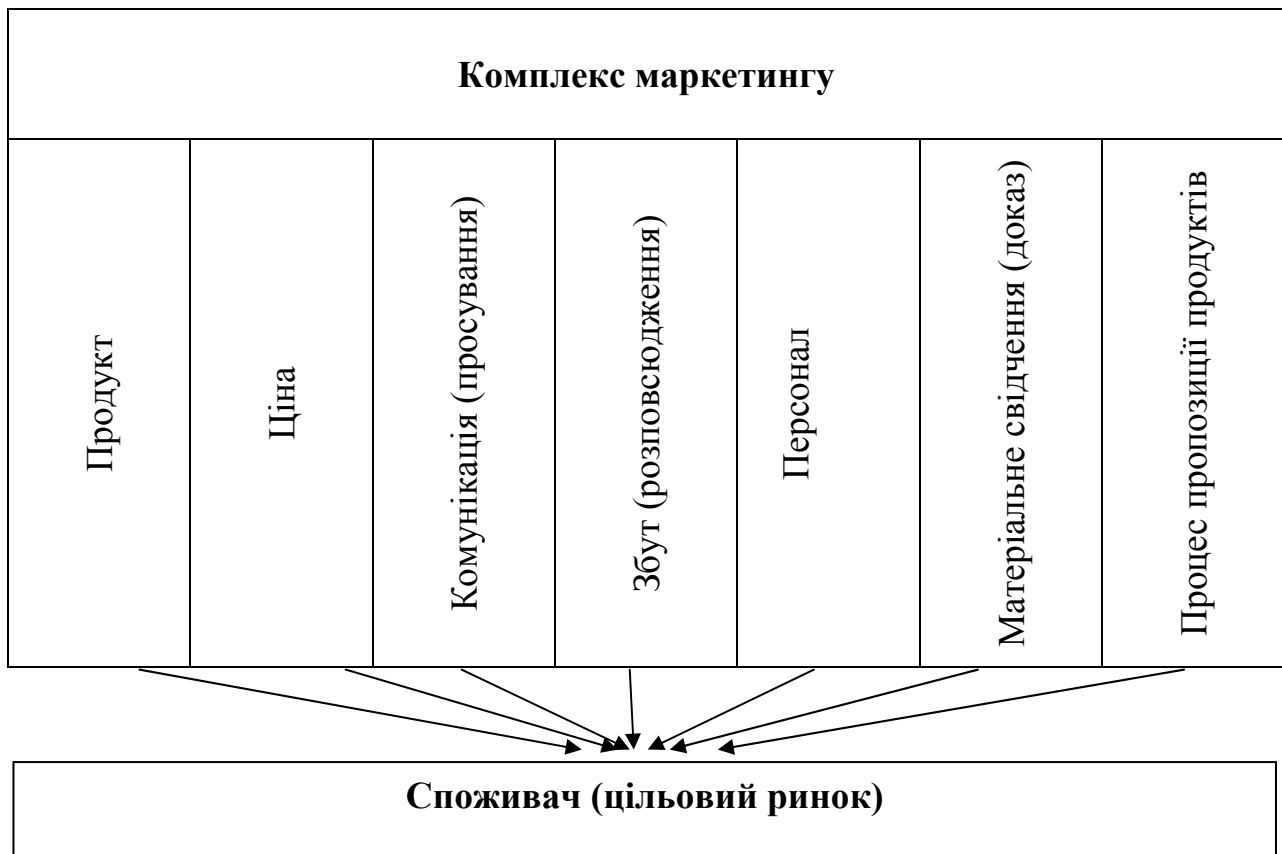 Комплекс маркетингу
Продукт
Ціна
Комунікація (просування)
Збут (розповсюдження)
Персонал
Матеріальне свідчення (доказ)
Процес пропозиції продуктів
Споживач (цільовий ринок)